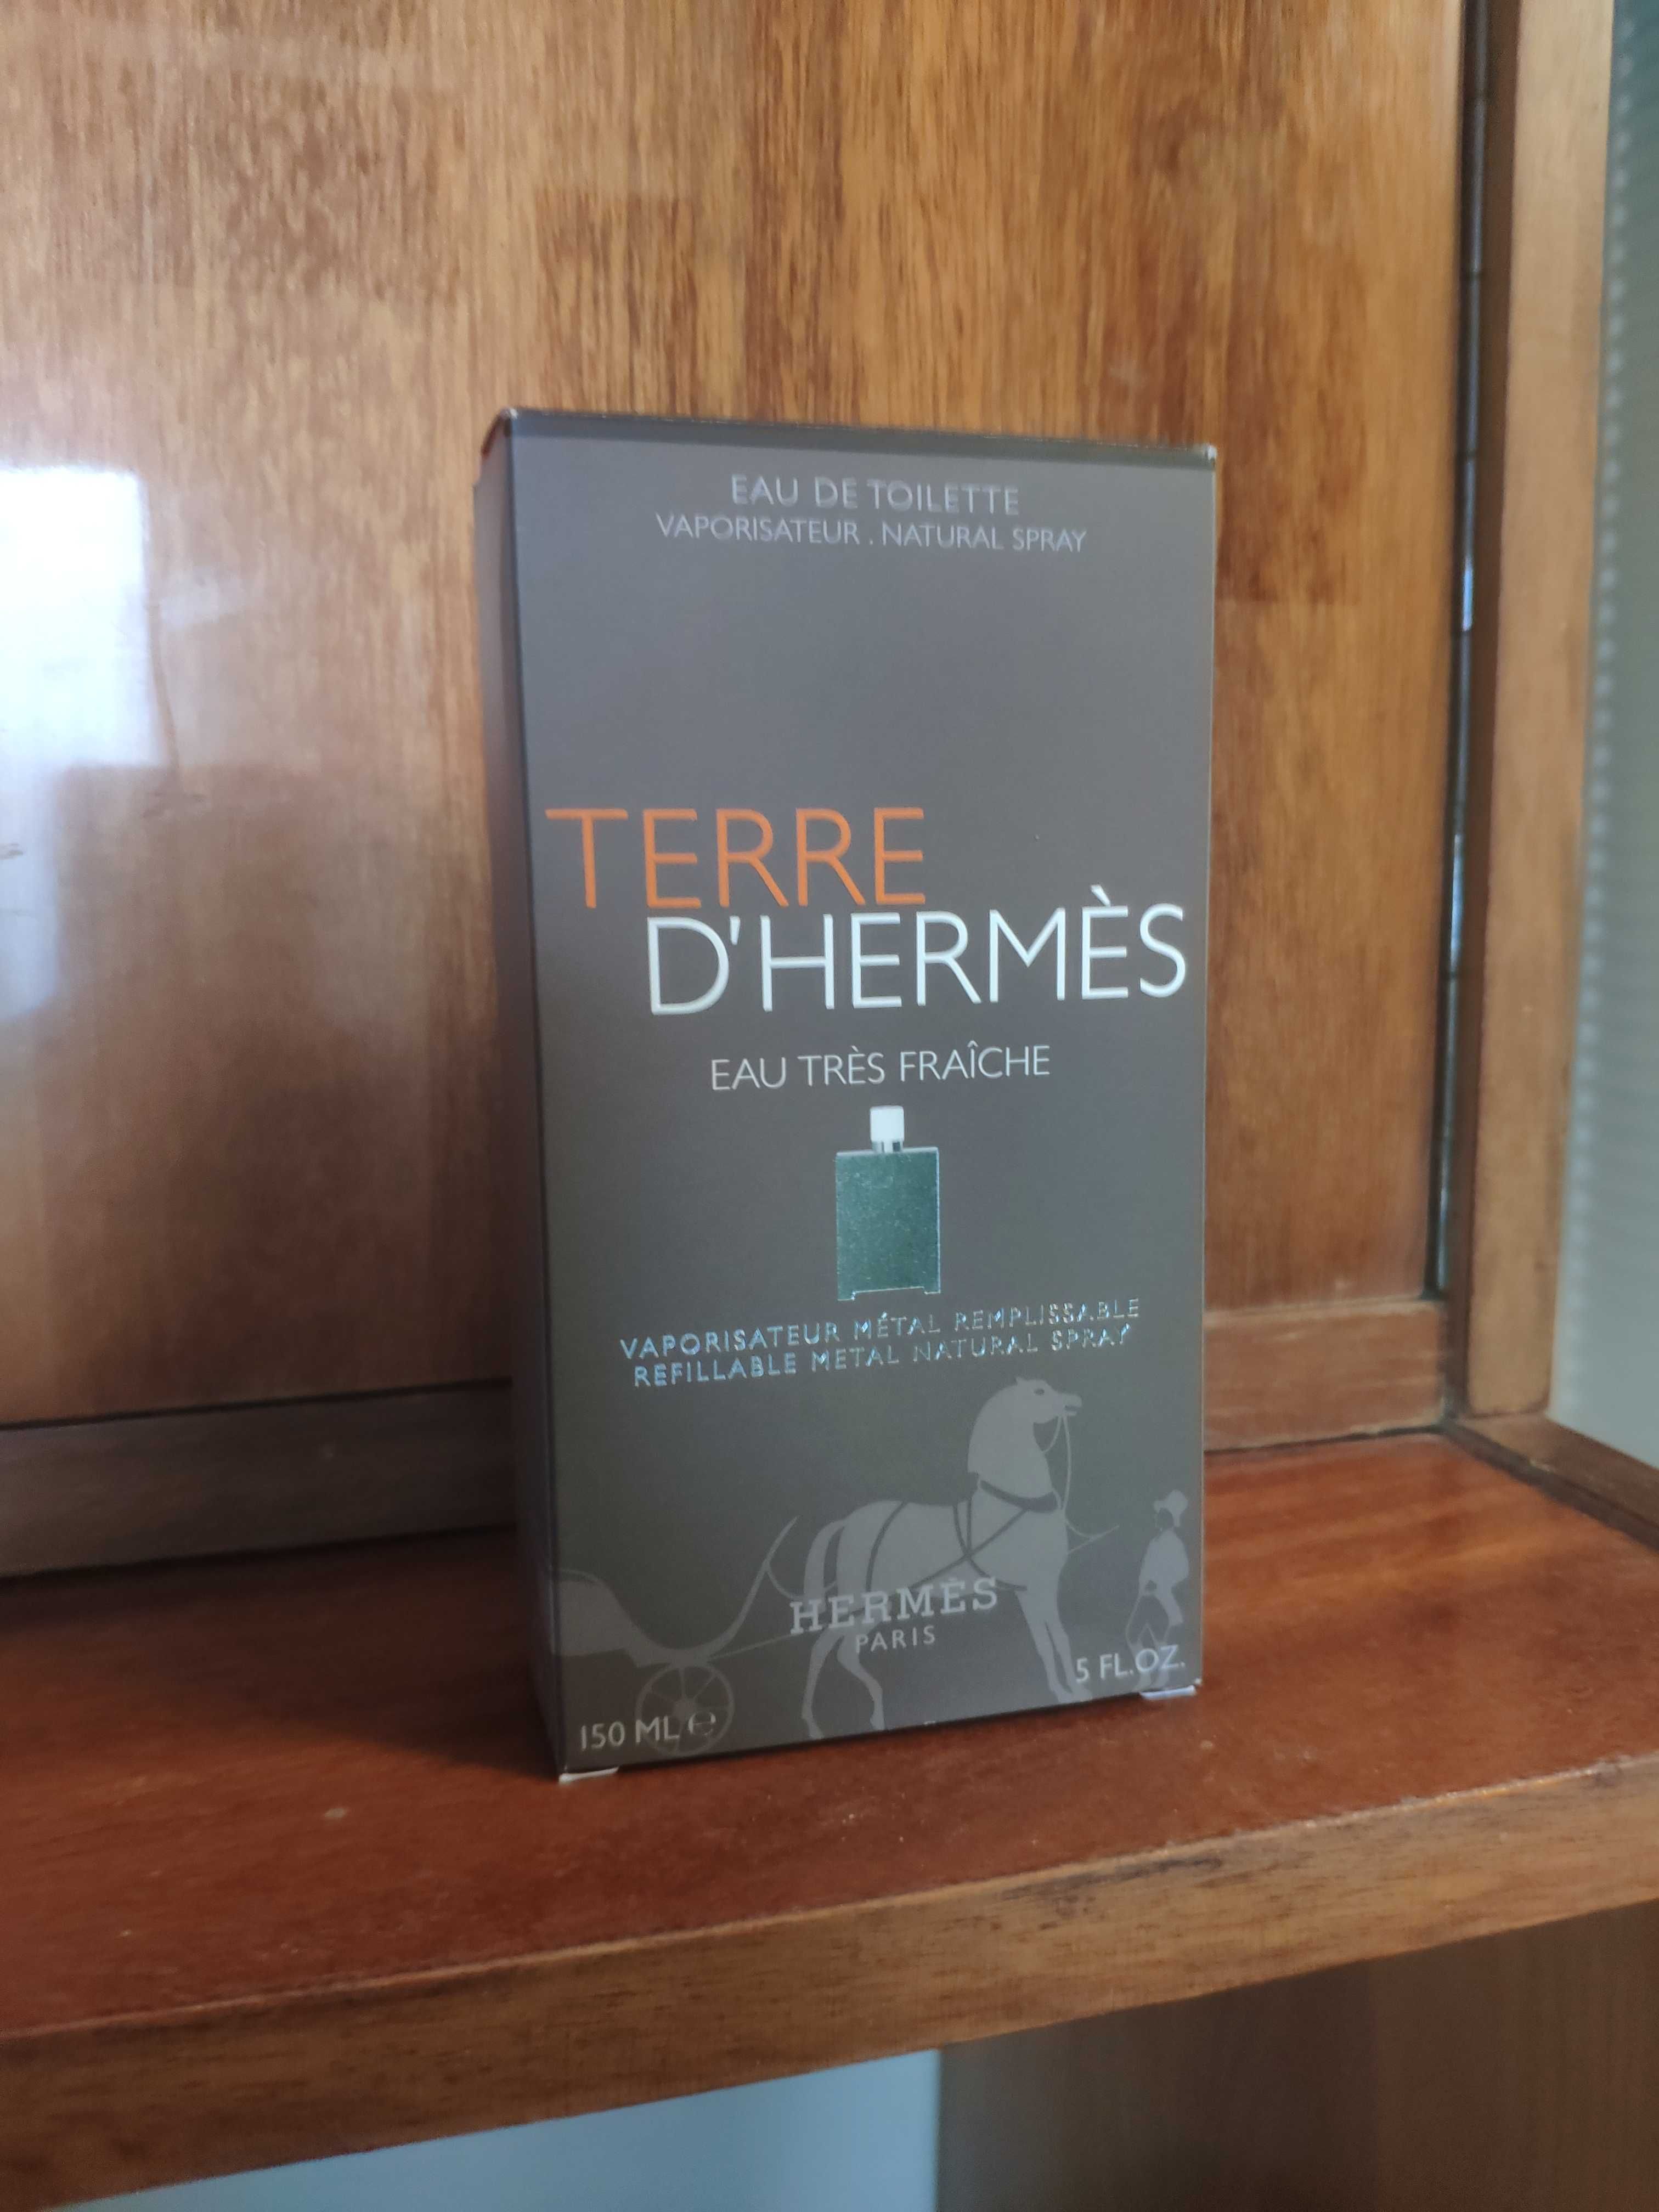 EAU DE TOILETTE
VAPORISATEUR . NATURAL SPRAY
TERRE
D'HERMÈS
EAU TRÈS FRAÎCHE
VAPORISATEUR MÉTAL REMPLISSABLE
REFILLABLE METAL NATURAL SPRAY
HERMÈS
PARIS
5 FL.OZ.
150 ML ℮